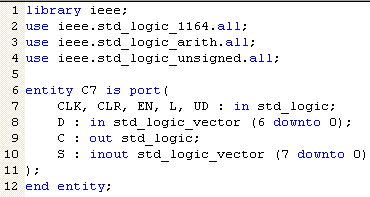 1 library ieee;
2 use ieee.std_logic_1164.all;
3 use ieee.std_logic_arith.all;
4 use ieee.std_logic_unsigned.all;
5
6 entity C7 is port(
7     CLK, CLR, EN, L, UD : in std_logic;
8     D : in std_logic_vector (6 downto 0);
9     C : out std_logic;
10     S : inout std_logic_vector (7 downto 0)
11 );
12 end entity;